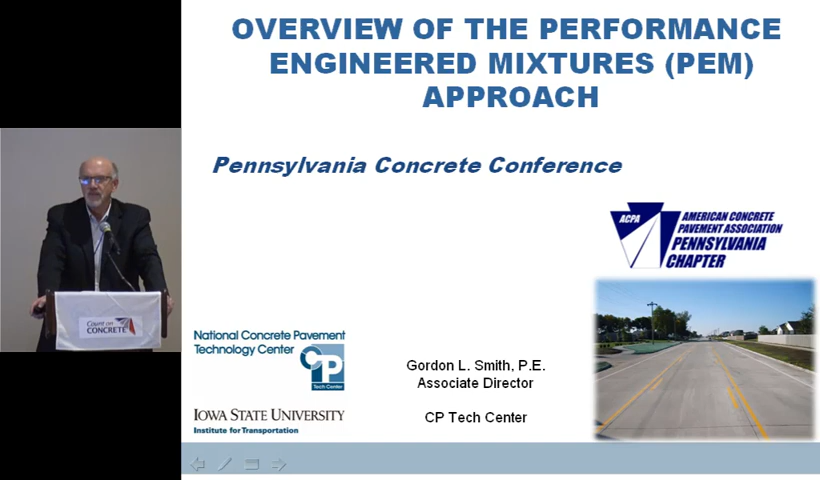 OVERVIEW OF THE PERFORMANCE
ENGINEERED MIXTURES (PEM)
APPROACH
Pennsylvania Concrete Conference
ACPA
AMERICAN CONCRETE
PAVEMENT ASSOCIATION
PENNSYLVANIA
CHAPTER
Count on
CONCRETE
National Concrete Pavement
Technology Center
CP
Tech Center
IOWA STATE UNIVERSITY
Institute for Transportation
Gordon L. Smith, P.E.
Associate Director
CP Tech Center